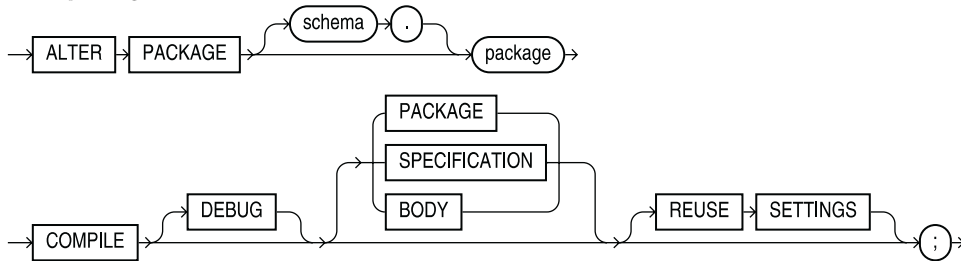 schema .
ALTER PACKAGE package
PACKAGE
SPECIFICATION
DEBUG BODY REUSE SETTINGS
COMPILE ;